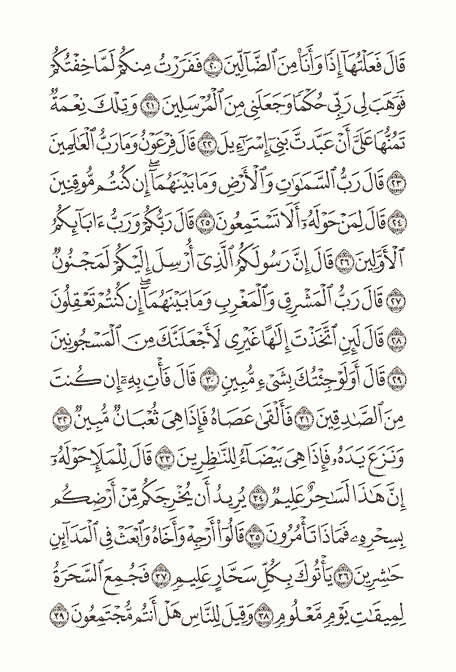 قَالَ فَعَلْتُهَآ إِذًا وَأَنَا۠ مِنَ ٱلضَّآلِّينَ ٢٠ فَفَرَرْتُ مِنكُمْ لَمَّا خِفْتُكُمْ
فَوَهَبَ لِى رَبِّى حُكْمًا وَجَعَلَنِى مِنَ ٱلْمُرْسَلِينَ ٢١ وَتِلْكَ نِعْمَةٌ
تَمُنُّهَا عَلَىَّ أَنْ عَبَّدتَّ بَنِىٓ إِسْرَٰٓءِيلَ ٢٢ قَالَ فِرْعَوْنُ وَمَا رَبُّ ٱلْعَٰلَمِينَ
٢٣ قَالَ رَبُّ ٱلسَّمَٰوَٰتِ وَٱلْأَرْضِ وَمَا بَيْنَهُمَآ ۖ إِن كُنتُم مُّوقِنِينَ
٢٤ قَالَ لِمَنْ حَوْلَهُۥٓ أَلَا تَسْتَمِعُونَ ٢٥ قَالَ رَبُّكُمْ وَرَبُّ ءَابَآئِكُمُ
ٱلْأَوَّلِينَ ٢٦ قَالَ إِنَّ رَسُولَكُمُ ٱلَّذِىٓ أُرْسِلَ إِلَيْكُمْ لَمَجْنُونٌ
٢٧ قَالَ رَبُّ ٱلْمَشْرِقِ وَٱلْمَغْرِبِ وَمَا بَيْنَهُمَآ ۖ إِن كُنتُمْ تَعْقِلُونَ
٢٨ قَالَ لَئِنِ ٱتَّخَذْتَ إِلَٰهًا غَيْرِى لَأَجْعَلَنَّكَ مِنَ ٱلْمَسْجُونِينَ
٢٩ قَالَ أَوَلَوْ جِئْتُكَ بِشَىْءٍ مُّبِينٍ ٣٠ قَالَ فَأْتِ بِهِۦٓ إِن كُنتَ
مِنَ ٱلصَّٰدِقِينَ ٣١ فَأَلْقَىٰ عَصَاهُ فَإِذَا هِىَ ثُعْبَانٌ مُّبِينٌ ٣٢
وَنَزَعَ يَدَهُۥ فَإِذَا هِىَ بَيْضَآءُ لِلنَّٰظِرِينَ ٣٣ قَالَ لِلْمَلَإِ حَوْلَهُۥٓ
إِنَّ هَٰذَا لَسَٰحِرٌ عَلِيمٌ ٣٤ يُرِيدُ أَن يُخْرِجَكُم مِّنْ أَرْضِكُم
بِسِحْرِهِۦ فَمَاذَا تَأْمُرُونَ ٣٥ قَالُوٓا۟ أَرْجِهْ وَأَخَاهُ وَٱبْعَثْ فِى ٱلْمَدَآئِنِ
حَٰشِرِينَ ٣٦ يَأْتُوكَ بِكُلِّ سَحَّارٍ عَلِيمٍ ٣٧ فَجُمِعَ ٱلسَّحَرَةُ
لِمِيقَٰتِ يَوْمٍ مَّعْلُومٍ ٣٨ وَقِيلَ لِلنَّاسِ هَلْ أَنتُم مُّجْتَمِعُونَ ٣٩